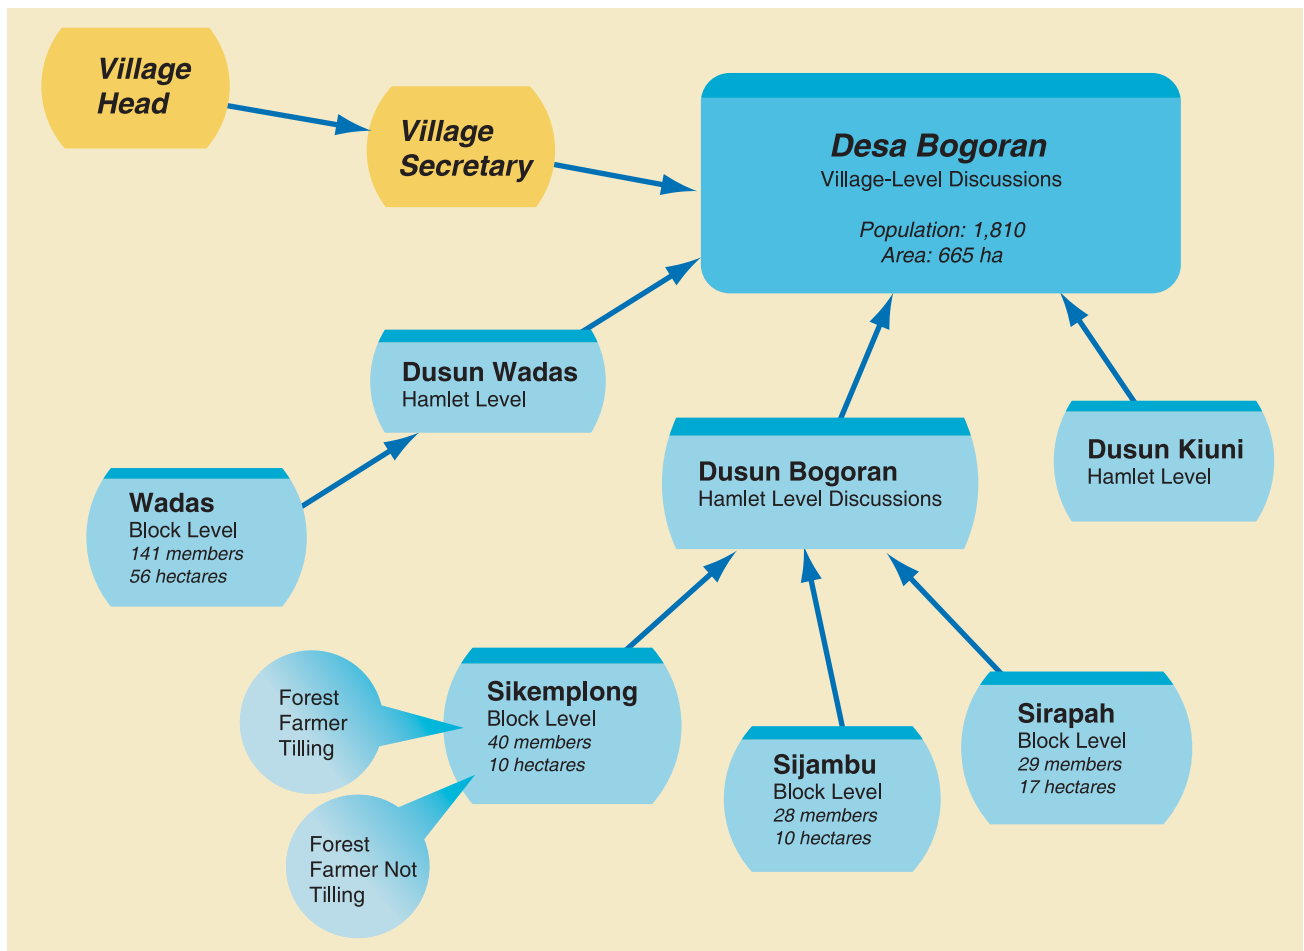 Village
Head
Village
Secretary
Desa Bogoran
Village-Level Discussions
Population: 1,810
Area: 665 ha
Dusun Wadas
Hamlet Level
Dusun Bogoran
Hamlet Level Discussions
Dusun Kiuni
Hamlet Level
Wadas
Block Level
141 members
56 hectares
Forest
Farmer
Tilling
Sikemplong
Block Level
40 members
10 hectares
Sijambu
Block Level
28 members
10 hectares
Sirapah
Block Level
29 members
17 hectares
Forest
Farmer Not
Tilling